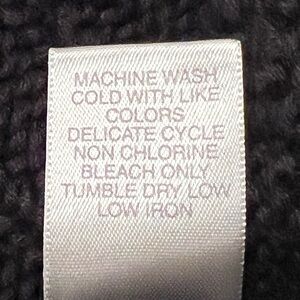 MACHINE WASH
COLD WITH LIKE
COLORS
DELICATE CYCLE
NON CHLORINE
BLEACH ONLY
TUMBLE DRY LOW
LOW IRON